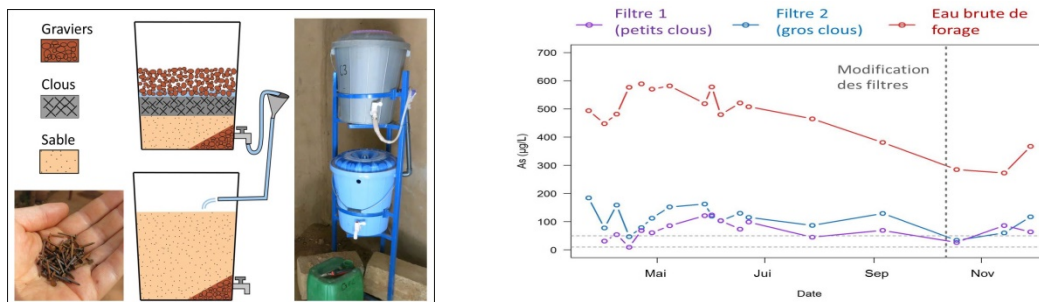 Graviers
Clous
Sable
Filtre 1
(petits clous)
Filtre 2
(gros clous)
Eau brute de
forage
Modification
des filtres
As (µg/L)
700
600
500
400
300
200
100
0
Mai
Jui
Sep
Nov
Date